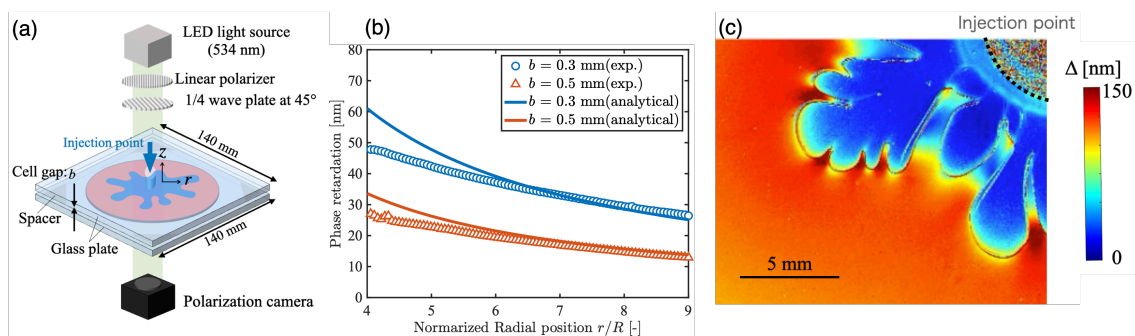 (a)
LED light source
(534 nm)
Linear polarizer
1/4 wave plate at 45°
Injection point
140 mm
z
r
Cell gap: b
Spacer
Glass plate
140 mm
Polarization camera
(b)
Phase retardation [nm]
80
70
60
50
40
30
20
10
0
4 5 6 7 8 9
Normarized Radial position r/R [-]
b = 0.3 mm(exp.)
b = 0.5 mm(exp.)
b = 0.3 mm(analytical)
b = 0.5 mm(analytical)
(c)
Injection point
Δ [nm]
150
0
5 mm